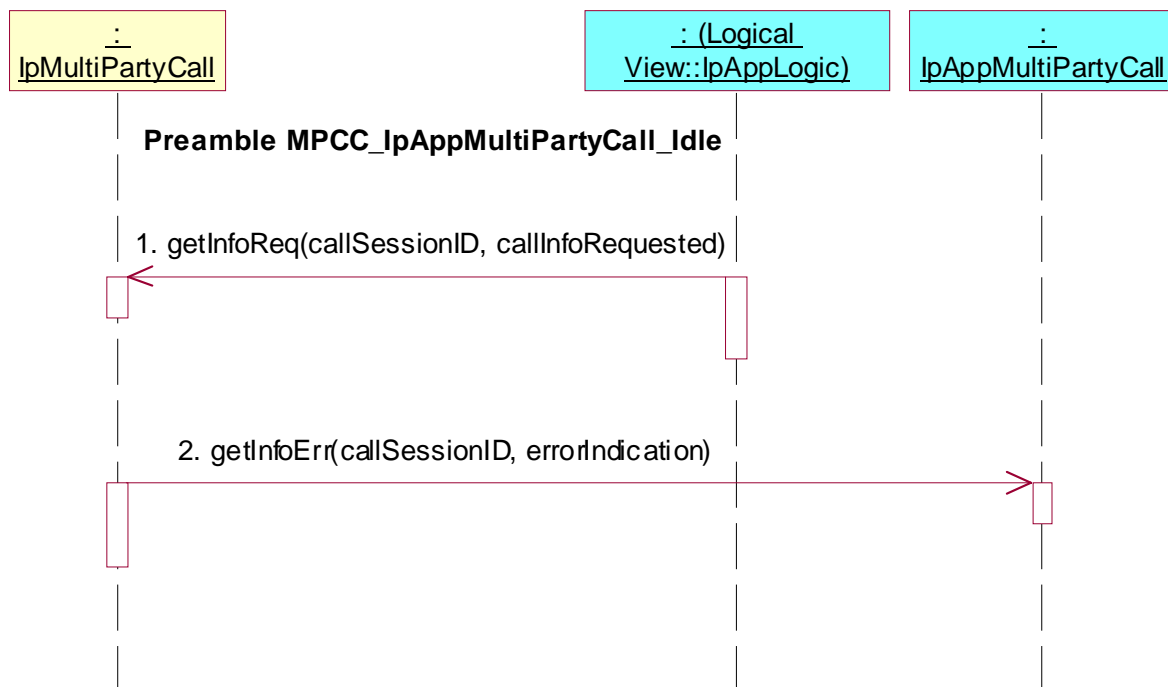 :
IpMultiPartyCall
: (Logical
View::IpAppLogic)
:
IpAppMultiPartyCall
Preamble MPCC_IpAppMultiPartyCall_Idle
1. getInfoReq(callSessionID, callInfoRequested)
2. getInfoErr(callSessionID, errorIndication)